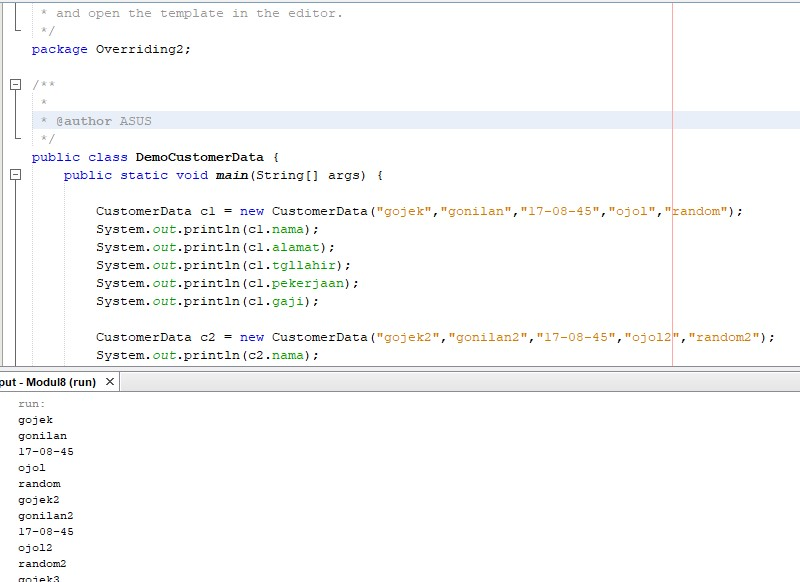 * and open the template in the editor.
*/
package Overriding2;
/**
*
* @author ASUS
*/
public class DemoCustomerData {
public static void main(String[] args) {
CustomerData c1 = new CustomerData("gojek","gonilan","17-08-45","ojol","random");
System.out.println(c1.nama);
System.out.println(c1.alamat);
System.out.println(c1.tgllahir);
System.out.println(c1.pekerjaan);
System.out.println(c1.gaji);
CustomerData c2 = new CustomerData("gojek2","gonilan2","17-08-45","ojol2","random2");
System.out.println(c2.nama);
put - Modul8 (run)
run:
gojek
gonilan
17-08-45
ojol
random
gojek2
gonilan2
17-08-45
ojol2
random2
gojek3